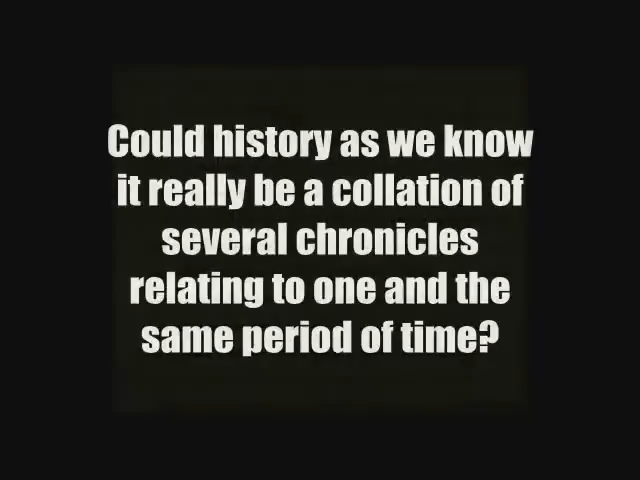 Could history as we know
it really be a collation of
several chronicles
relating to one and the
same period of time?